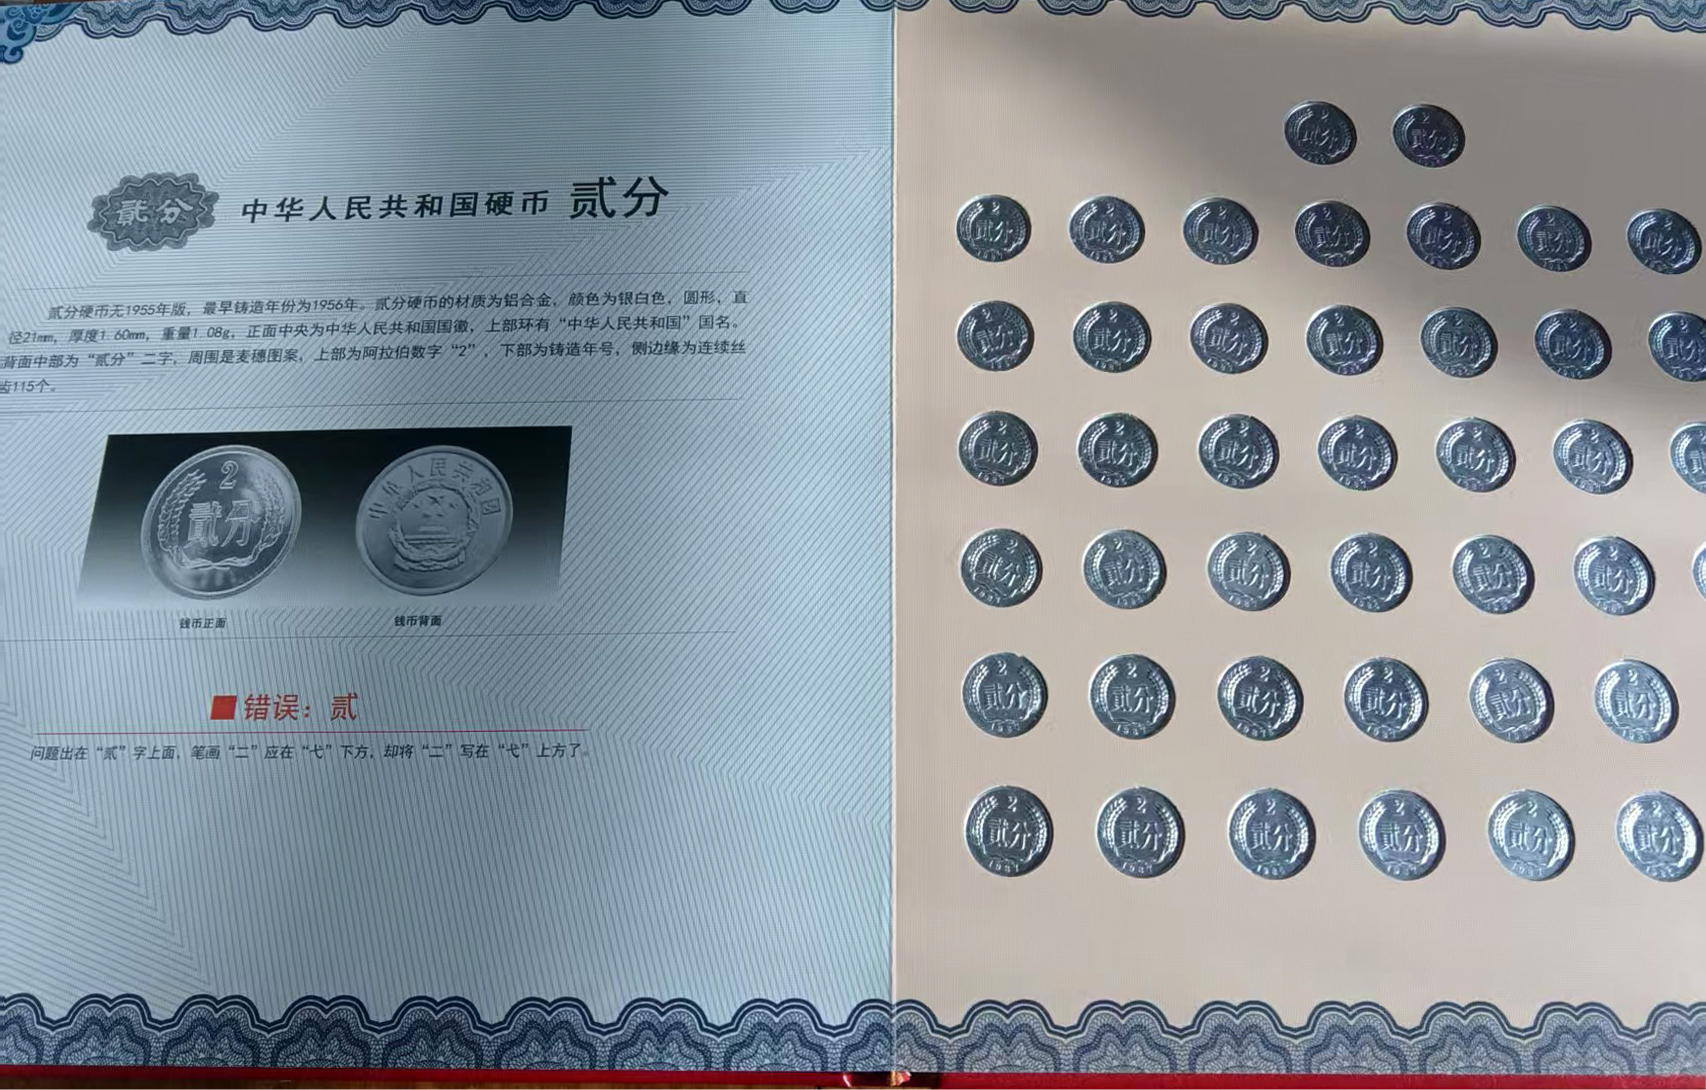 贰分
中华人民共和国硬币 贰分
贰分硬币无1955年版，最早铸造年份为1956年。贰分硬币的材质为铝合金，颜色为银白色，圆形，直
径21mm，厚度1.60mm，重量1.08g，正面中央为中华人民共和国国徽，上部环有“中华人民共和国”国名。
背面中部为“贰分”二字，周围是麦穗图案，上部为阿拉伯数字“2”，下部为铸造年号，侧边缘为连续丝
齿115个。
2
贰分
中华人民共和国
钱币正面
钱币背面
错误：贰
问题出在“贰”字上面，笔画“二”应在“弋”下方，却将“二”写在“弋”上方了。